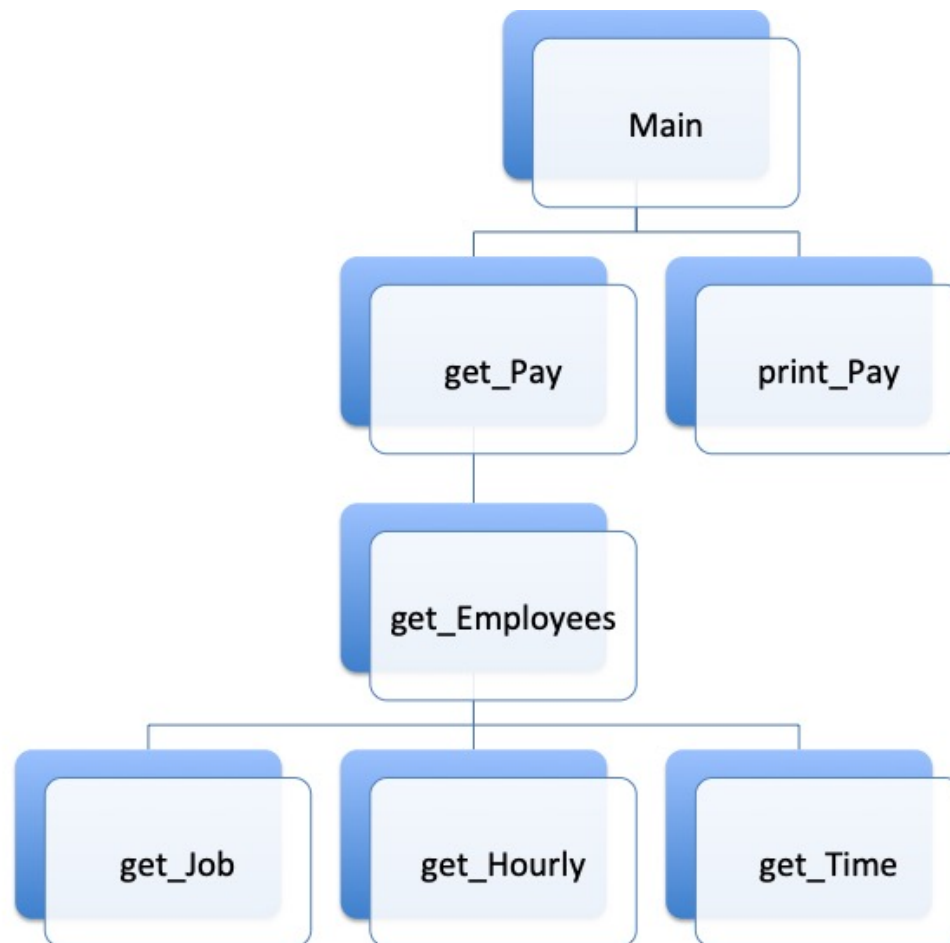 Main
get_Pay
print_Pay
get_Employees
get_Job
get_Hourly
get_Time